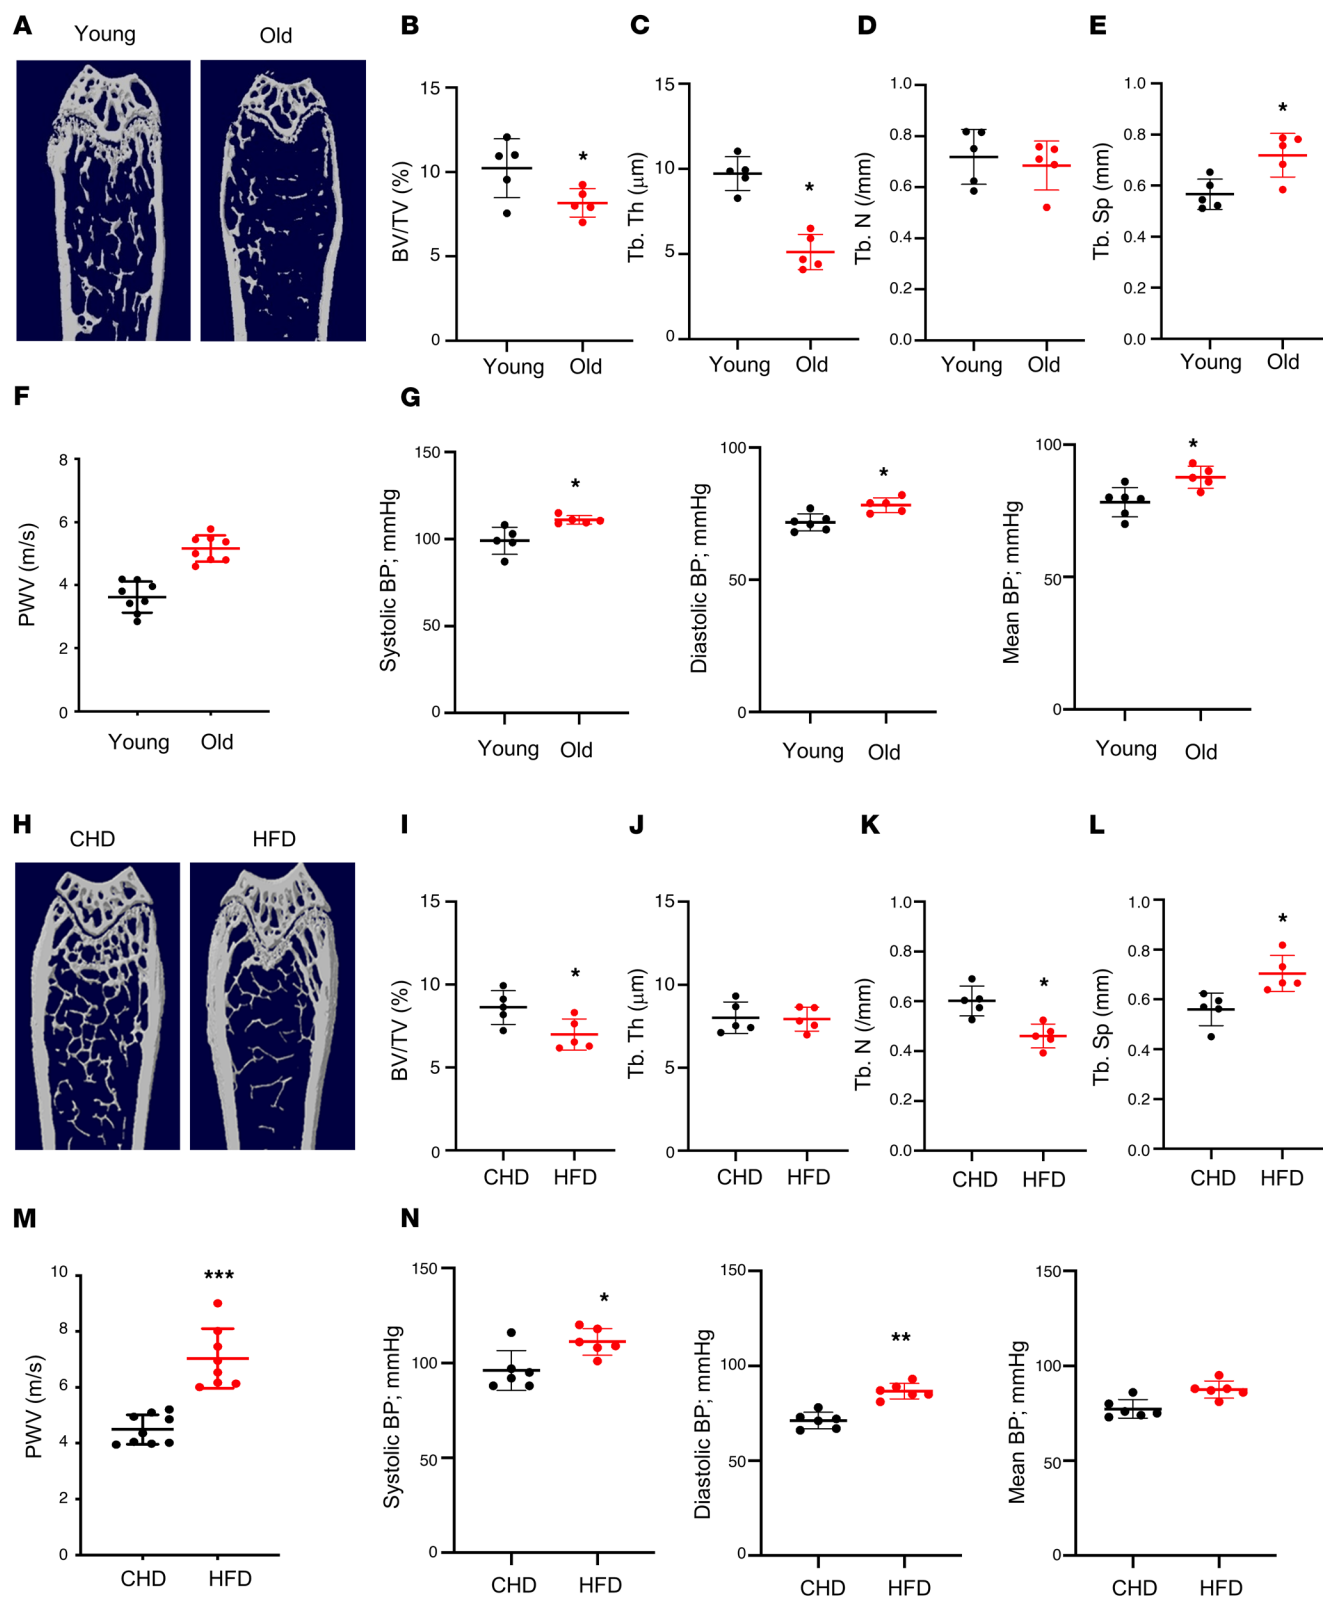 A
Young
Old
B
BV/TV (%)
15
10
5
0
*
Young
Old
C
Tb. Th (μm)
15
10
5
0
*
Young
Old
D
Tb. N (/mm)
1.0
0.8
0.6
0.4
0.2
0.0
Young
Old
E
Tb. Sp (mm)
1.0
0.8
0.6
0.4
0.2
0.0
*
Young
Old
F
PWV (m/s)
8
6
4
2
0
Young
Old
G
Systolic BP; mmHg
150
100
50
0
*
Young
Old
Diastolic BP; mmHg
100
50
0
*
Young
Old
Mean BP; mmHg
100
50
0
*
Young
Old
H
CHD
HFD
I
BV/TV (%)
15
10
5
0
*
CHD
HFD
J
Tb. Th (μm)
15
10
5
0
CHD
HFD
K
Tb. N (/mm)
1.0
0.8
0.6
0.4
0.2
0.0
*
CHD
HFD
L
Tb. Sp (mm)
1.0
0.8
0.6
0.4
0.2
0.0
*
CHD
HFD
M
PWV (m/s)
10
8
6
4
2
0
***
CHD
HFD
N
Systolic BP; mmHg
150
100
50
0
*
CHD
HFD
Diastolic BP; mmHg
150
100
50
0
**
CHD
HFD
Mean BP; mmHg
150
100
50
0
CHD
HFD